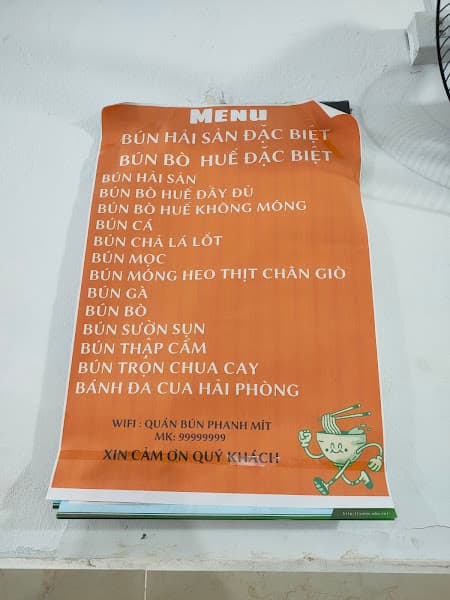 MENU
BÚN HẢI SẢN ĐẶC BIỆT
BÚN BÒ HUẾ ĐẶC BIỆT
BÚN HẢI SẢN
BÚN BÒ HUẾ ĐẦY ĐỦ
BÚN BÒ HUẾ KHÔNG MÓNG
BÚN CÁ
BÚN CHẢ LÁ LỐT
BÚN MỌC
BÚN MÓNG HEO THỊT CHÂN GIÒ
BÚN GÀ
BÚN BÒ
BÚN SƯỜN SỤN
BÚN THẬP CẨM
BÚN TRỘN CHUA CAY
BÁNH ĐA CUA HẢI PHÒNG
WIFI : QUÁN BÚN PHANH MÍT
MK: 99999999
XIN CẢM ƠN QUÝ KHÁCH